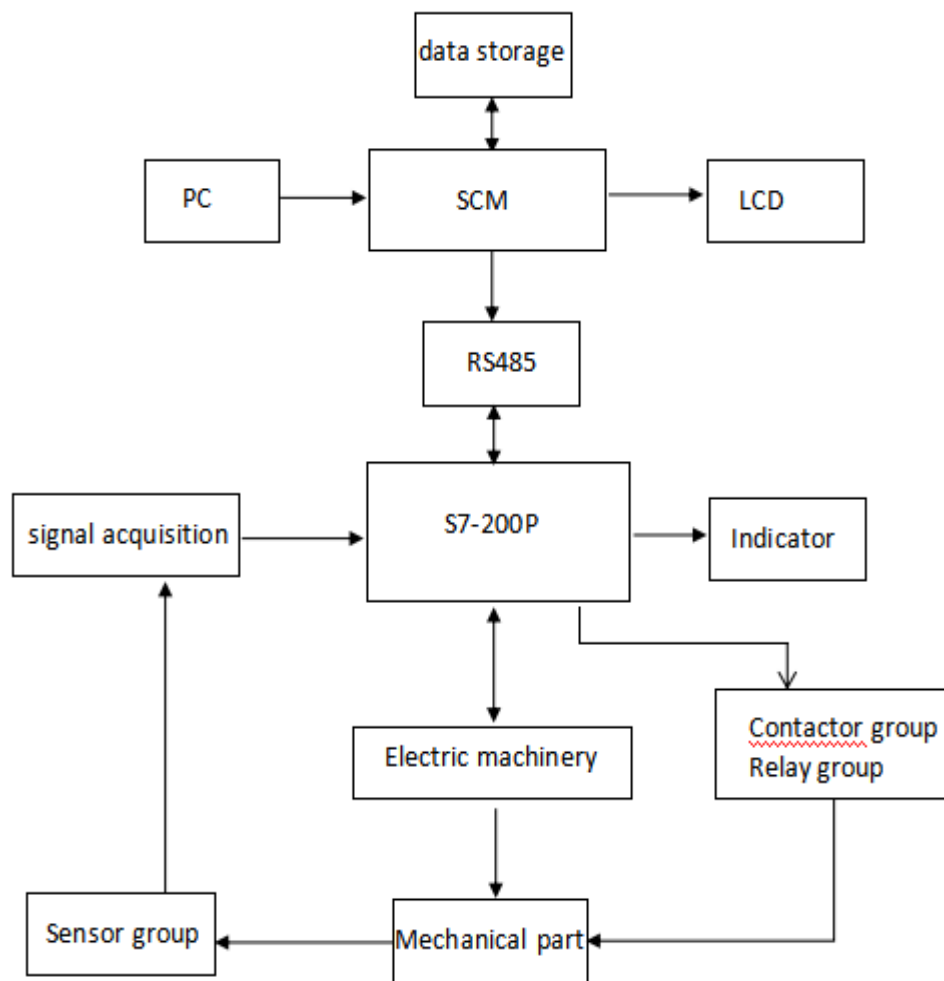 data storage
PC
SCM
LCD
RS485
signal acquisition
S7-200P
Indicator
Electric machinery
Contactor group
Relay group
Sensor group
Mechanical part